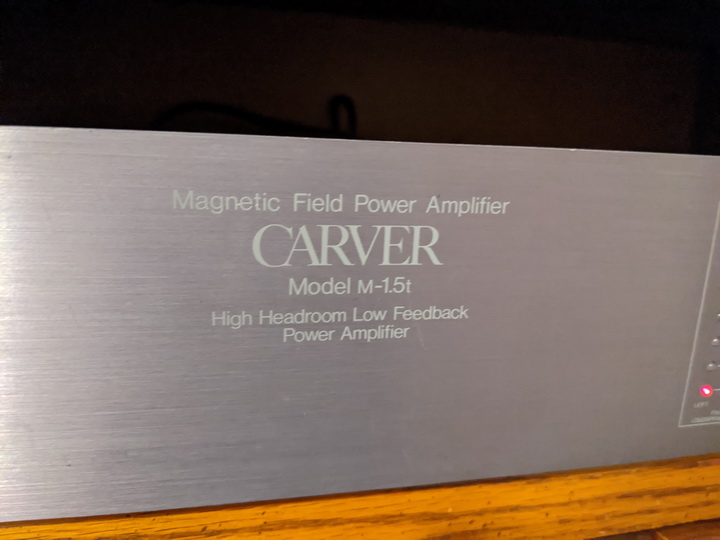 Magnetic Field Power Amplifier
CARVER
Model M-1.5t
High Headroom Low Feedback
Power Amplifier